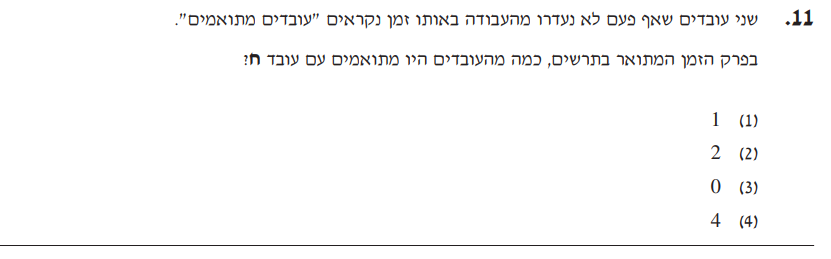 11. שני עובדים שאף פעם לא נעדרו מהעבודה באותו זמן נקראים "עובדים מתואמים".
בפרק הזמן המתואר בתרשים, כמה מהעובדים היו מתואמים עם עובד ח?
(1) 1
(2) 2
(3) 0
(4) 4